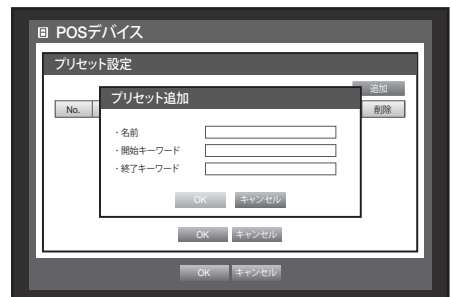 POSデバイス
プリセット設定
追加
No.
削除
プリセット追加
・名前
・開始キーワード
・終了キーワード
OK キャンセル
OK キャンセル
OK キャンセル